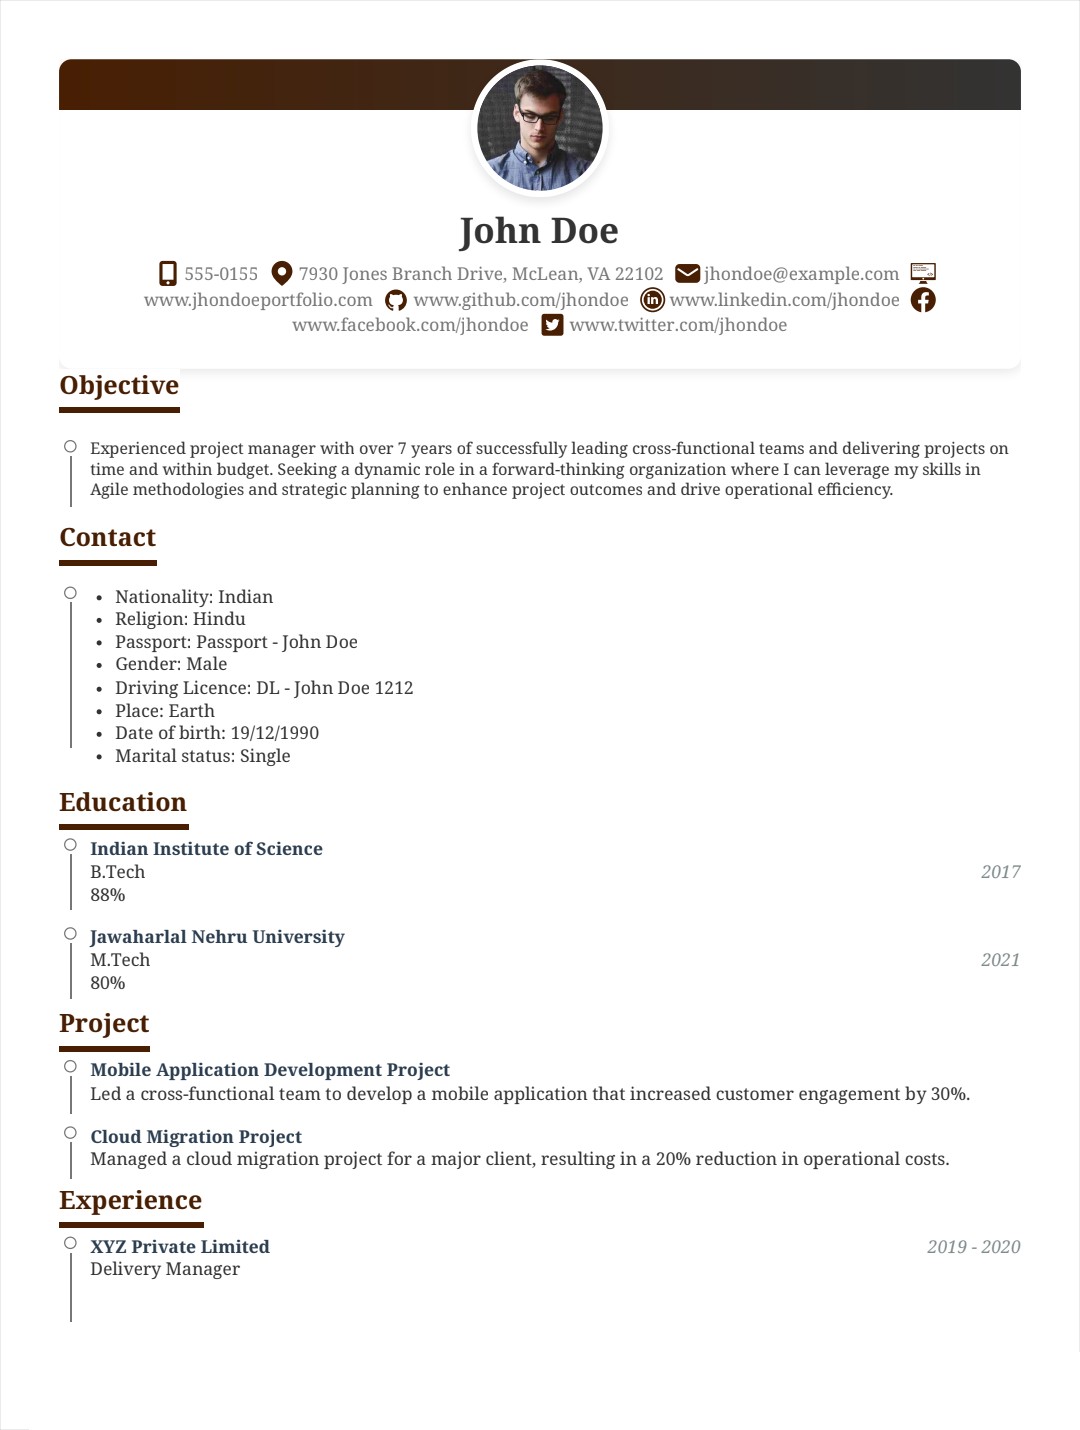 John Doe
555-0155 7930 Jones Branch Drive, McLean, VA 22102 jhondoe@example.com
www.jhondoeportfolio.com www.github.com/jhondoe www.linkedin.com/jhondoe
www.facebook.com/jhondoe www.twitter.com/jhondoe
Objective
Experienced project manager with over 7 years of successfully leading cross-functional teams and delivering projects on
time and within budget. Seeking a dynamic role in a forward-thinking organization where I can leverage my skills in
Agile methodologies and strategic planning to enhance project outcomes and drive operational efficiency.
Contact
• Nationality: Indian
• Religion: Hindu
• Passport: Passport - John Doe
• Gender: Male
• Driving Licence: DL - John Doe 1212
• Place: Earth
• Date of birth: 19/12/1990
• Marital status: Single
Education
Indian Institute of Science
B.Tech 2017
88%
Jawaharlal Nehru University
M.Tech 2021
80%
Project
Mobile Application Development Project
Led a cross-functional team to develop a mobile application that increased customer engagement by 30%.
Cloud Migration Project
Managed a cloud migration project for a major client, resulting in a 20% reduction in operational costs.
Experience
XYZ Private Limited 2019 - 2020
Delivery Manager